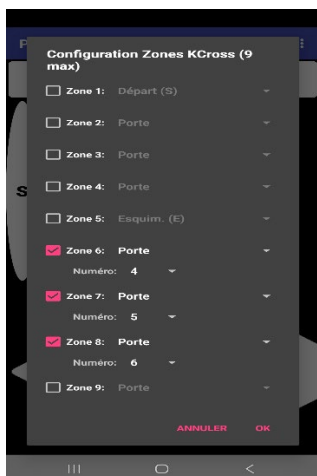 P
Configuration Zones KCross (9
max)
Zone 1: Départ (S)
Zone 2: Porte
Zone 3: Porte
Zone 4: Porte
S
Zone 5: Esquim. (E)
Zone 6: Porte
Numéro: 4
Zone 7: Porte
Numéro: 5
Zone 8: Porte
Numéro: 6
Zone 9: Porte
ANNULER OK